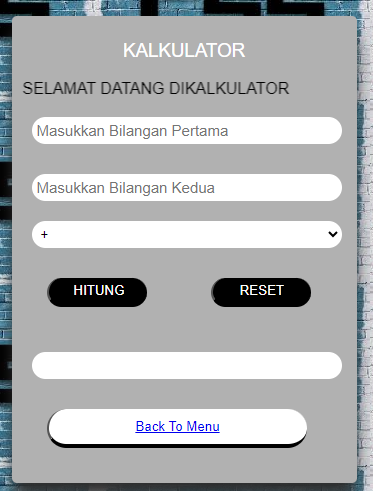 KALKULATOR
SELAMAT DATANG DIKALKULATOR
Masukkan Bilangan Pertama
Masukkan Bilangan Kedua
+
HITUNG RESET
Back To Menu